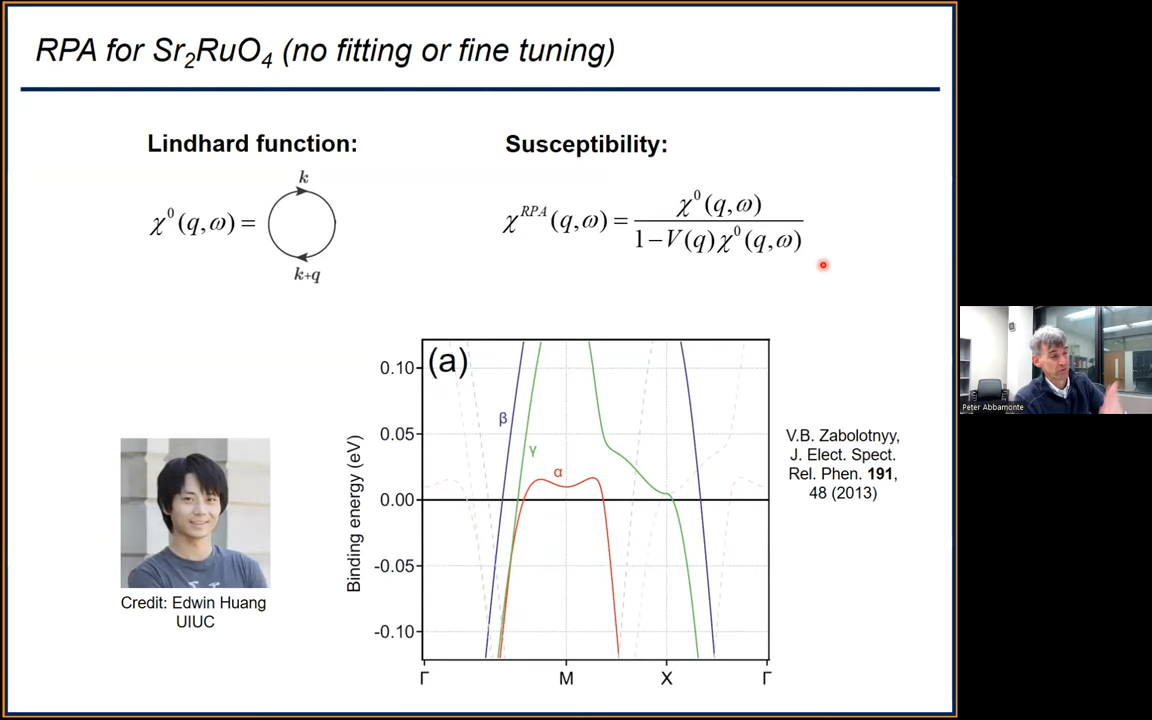 RPA for Sr₂RuO₄ (no fitting or fine tuning)
Lindhard function:
Susceptibility:
k
χ⁰(q,ω) =
k+q
χᴿᴾᴬ(q,ω) = χ⁰(q,ω) / 1−V(q)χ⁰(q,ω)
(a)
0.10
0.05
0.00
-0.05
-0.10
Binding energy (eV)
β
γ
α
Γ
M
X
Γ
V.B. Zabolotnyy,
J. Elect. Spect.
Rel. Phen. 191,
48 (2013)
Credit: Edwin Huang
UIUC
Peter Abbamonte